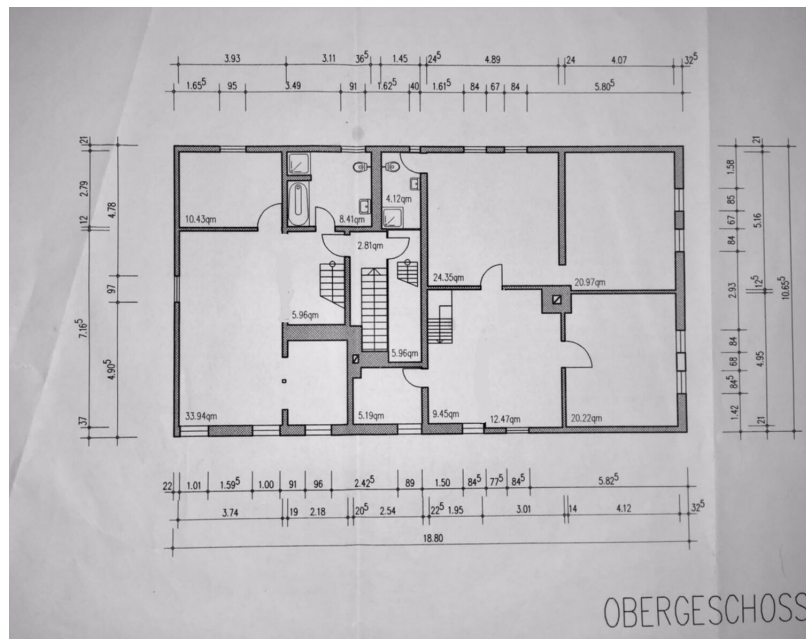 3.93 3.11 36⁵ 1.45 24⁵ 4.89 24 4.07 32⁵
1.65⁵ 95 3.49 91 1.62⁵ 40 1.61⁵ 84 67 84 5.80⁵
21 2.79 12 7.16⁵ 37
4.78 97 4.90⁵
10.43qm
8.41qm
4.12qm
2.81qm
24.35qm
20.97qm
5.96qm
5.96qm
33.94qm
5.19qm
9.45qm
12.47qm
20.22qm
1.58 85 67 84 2.93 84 68 84⁵ 1.42
21 5.16 12⁵ 4.95 21
10.65⁵
22 1.01 1.59⁵ 1.00 91 96 2.42⁵ 89 1.50 84⁵ 77⁵ 84⁵ 5.82⁵
3.74 19 2.18 20⁵ 2.54 22⁵ 1.95 3.01 14 4.12 32⁵
18.80
OBERGESCHOSS